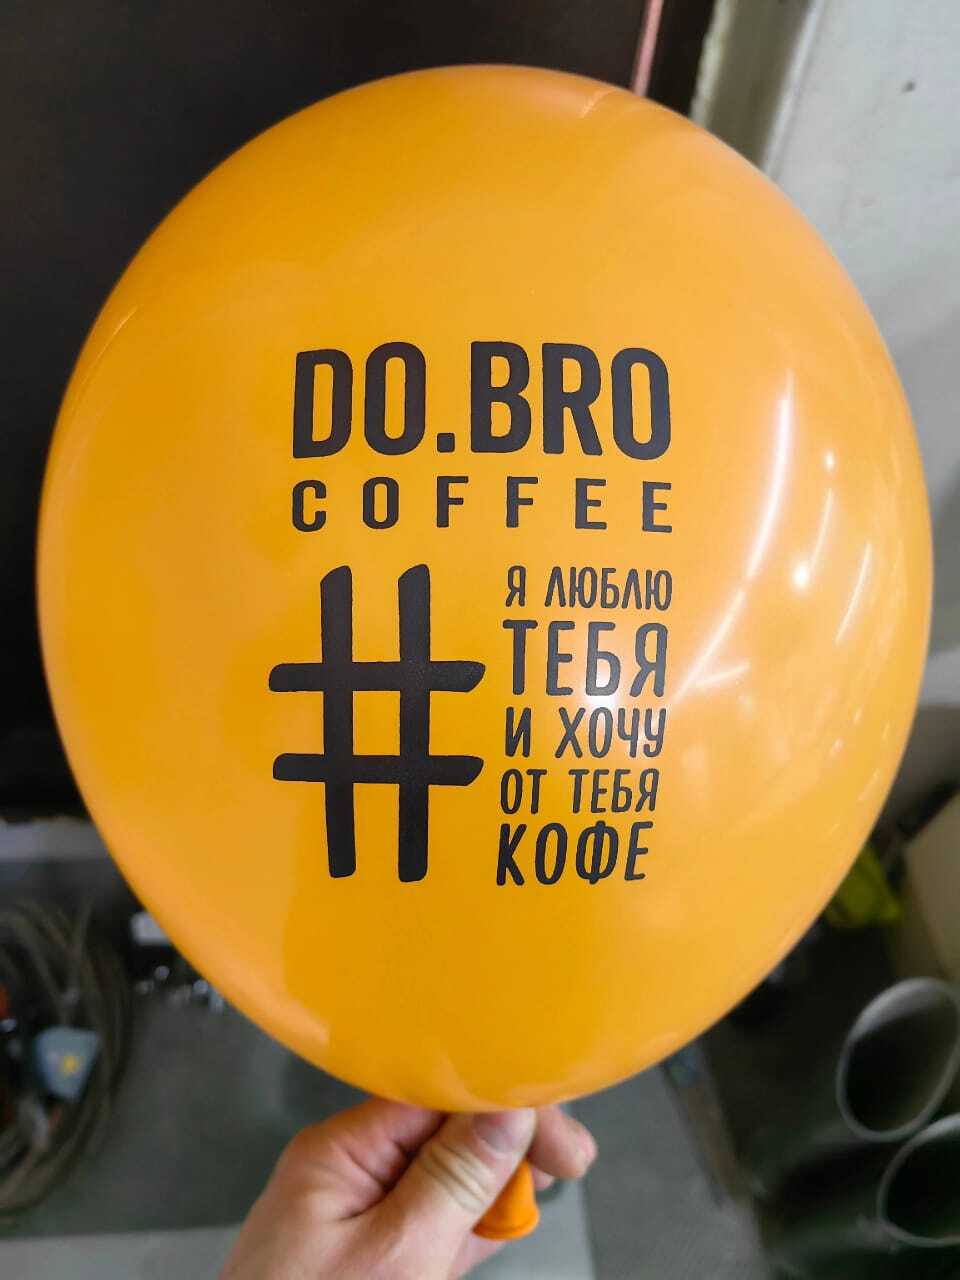 DO.BRO
COFFEE
#
Я ЛЮБЛЮ
ТЕБЯ
И ХОЧУ
ОТ ТЕБЯ
КОФЕ